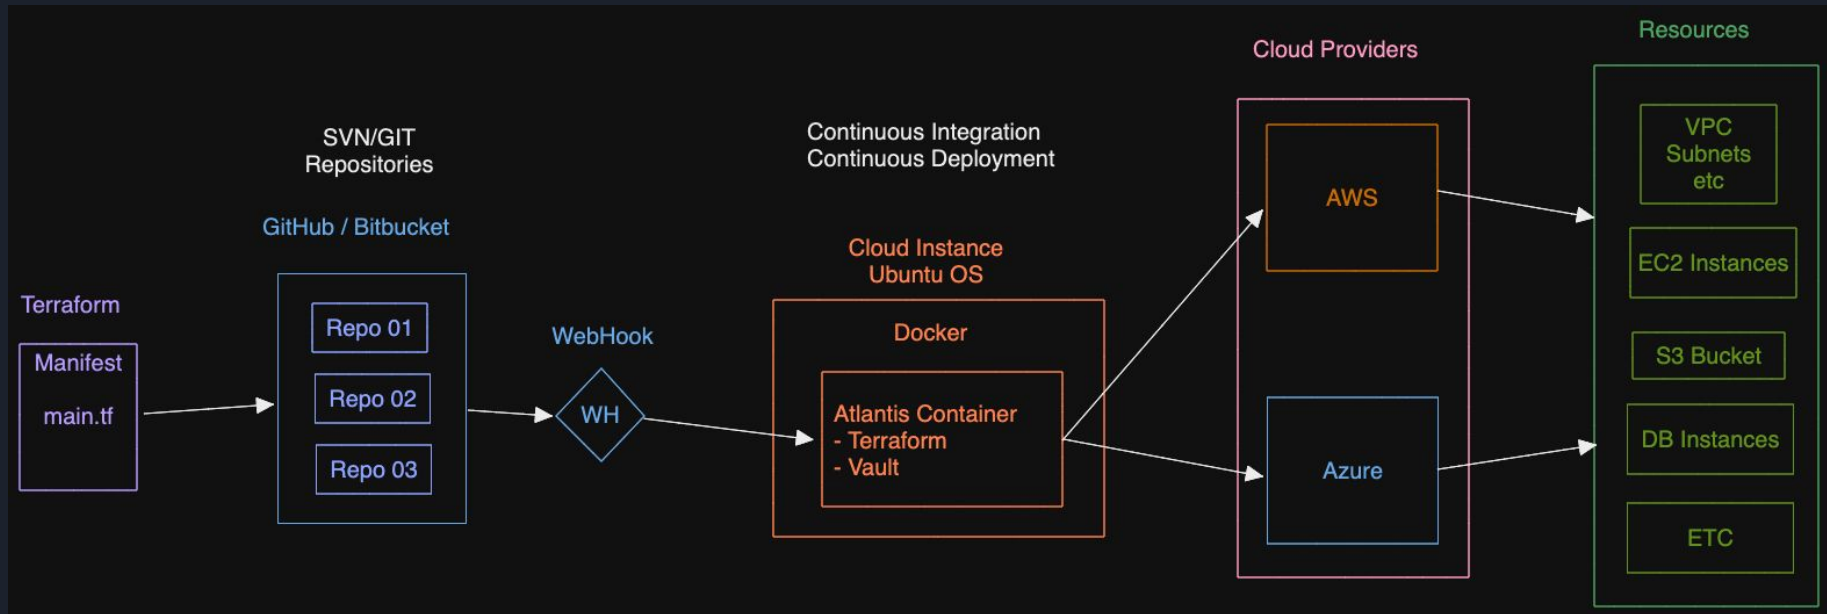 Terraform
Manifest
main.tf
SVN/GIT
Repositories
GitHub / Bitbucket
Repo 01
Repo 02
Repo 03
WebHook
WH
Continuous Integration
Continuous Deployment
Cloud Instance
Ubuntu OS
Docker
Atlantis Container
- Terraform
- Vault
Cloud Providers
AWS
Azure
Resources
VPC
Subnets
etc
EC2 Instances
S3 Bucket
DB Instances
ETC